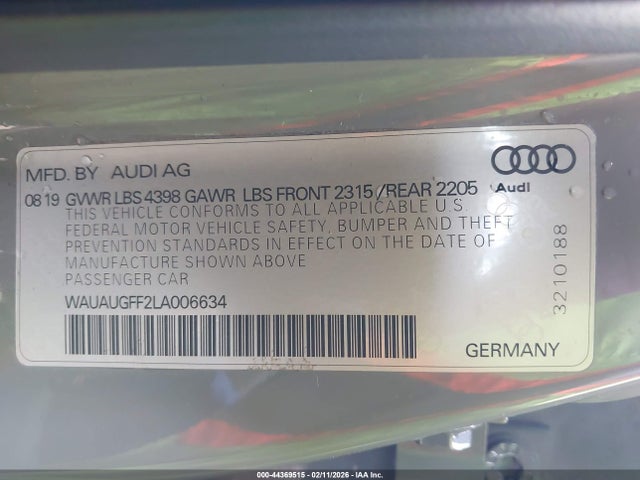 MFD. BY AUDI AG
Audi
08 19 GVWR LBS 4398 GAWR LBS FRONT 2315 /REAR 2205
THIS VEHICLE CONFORMS TO ALL APPLICABLE U.S.
FEDERAL MOTOR VEHICLE SAFETY, BUMPER AND THEFT
PREVENTION STANDARDS IN EFFECT ON THE DATE OF
MANUFACTURE SHOWN ABOVE
PASSENGER CAR
WAUAUGFF2LA006634
3210188
GERMANY
000-44369515 - 02/11/2026 - IAA Inc.